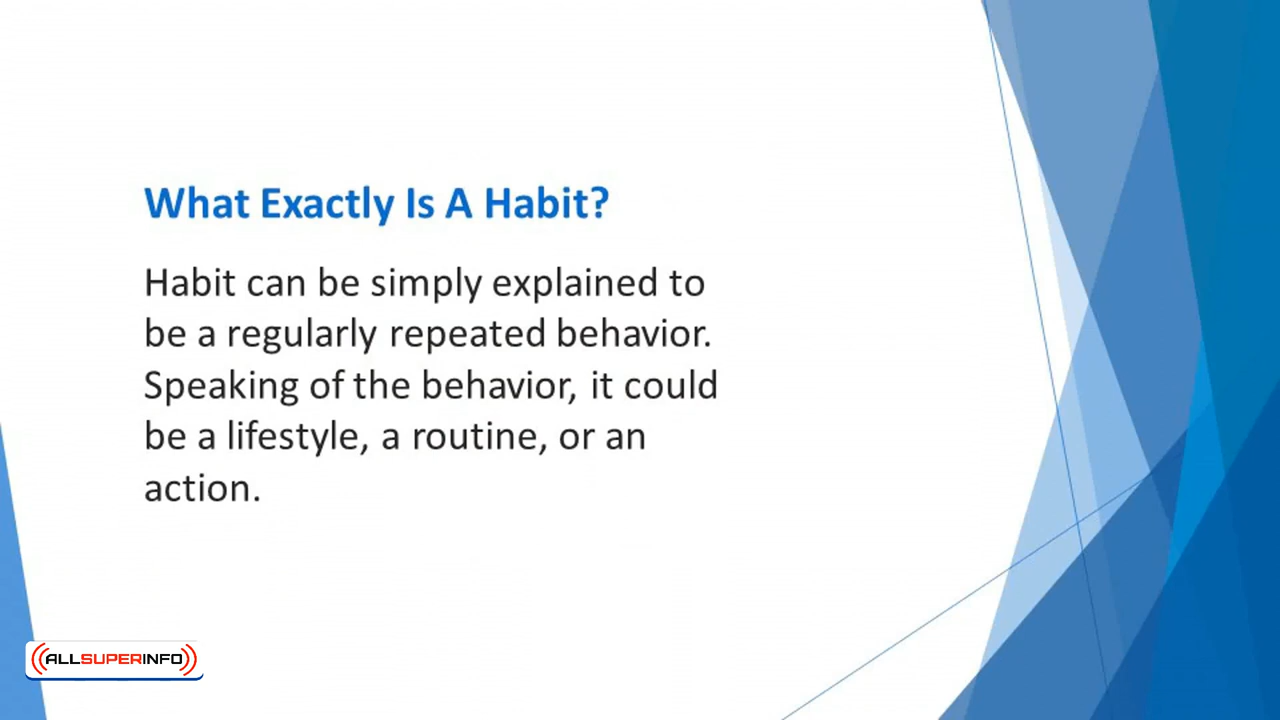 What Exactly Is A Habit?
Habit can be simply explained to
be a regularly repeated behavior.
Speaking of the behavior, it could
be a lifestyle, a routine, or an
action.
ALLSUPERINFO